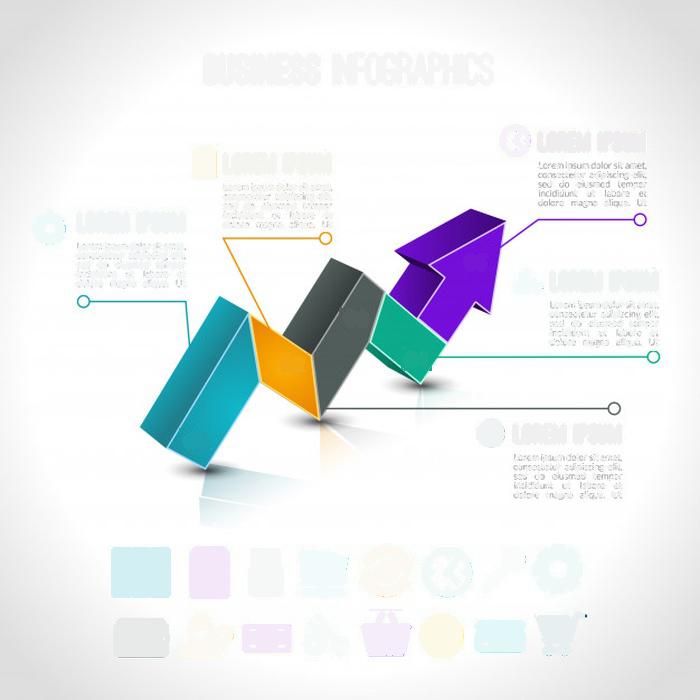 BUSINESS INFOGRAPHICS
LOREM IPSUM
Lorem ipsum dolor sit amet,
consectetur adipisicing elit,
sed do eiusmod tempor
incididunt ut labore et
dolore magna aliqua. Ut
LOREM IPSUM
Lorem ipsum dolor sit amet,
consectetur adipisicing elit,
sed do eiusmod tempor
incididunt ut labore et
dolore magna aliqua. Ut
LOREM IPSUM
Lorem ipsum dolor sit amet,
consectetur adipisicing elit,
sed do eiusmod tempor
incididunt ut labore et
dolore magna aliqua. Ut
LOREM IPSUM
Lorem ipsum dolor sit amet,
consectetur adipisicing elit,
sed do eiusmod tempor
incididunt ut labore et
dolore magna aliqua. Ut
LOREM IPSUM
Lorem ipsum dolor sit amet,
consectetur adipisicing elit,
sed do eiusmod tempor
incididunt ut labore et
dolore magna aliqua. Ut